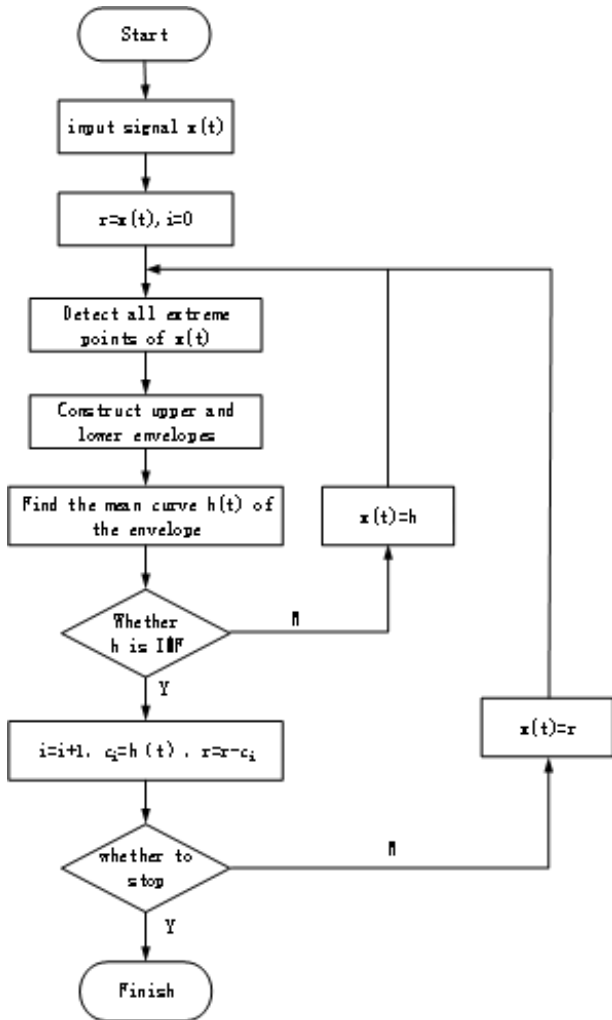 Start
input signal x(t)
r=x(t), i=0
Detect all extreme
points of x(t)
Construct upper and
lower envelopes
Find the mean curve h(t) of
the envelope
x(t)=h
Whether
h is IMF
N
Y
i=i+1, cᵢ=h(t), r=r-cᵢ
x(t)=r
whether to
stop
N
Y
Finish